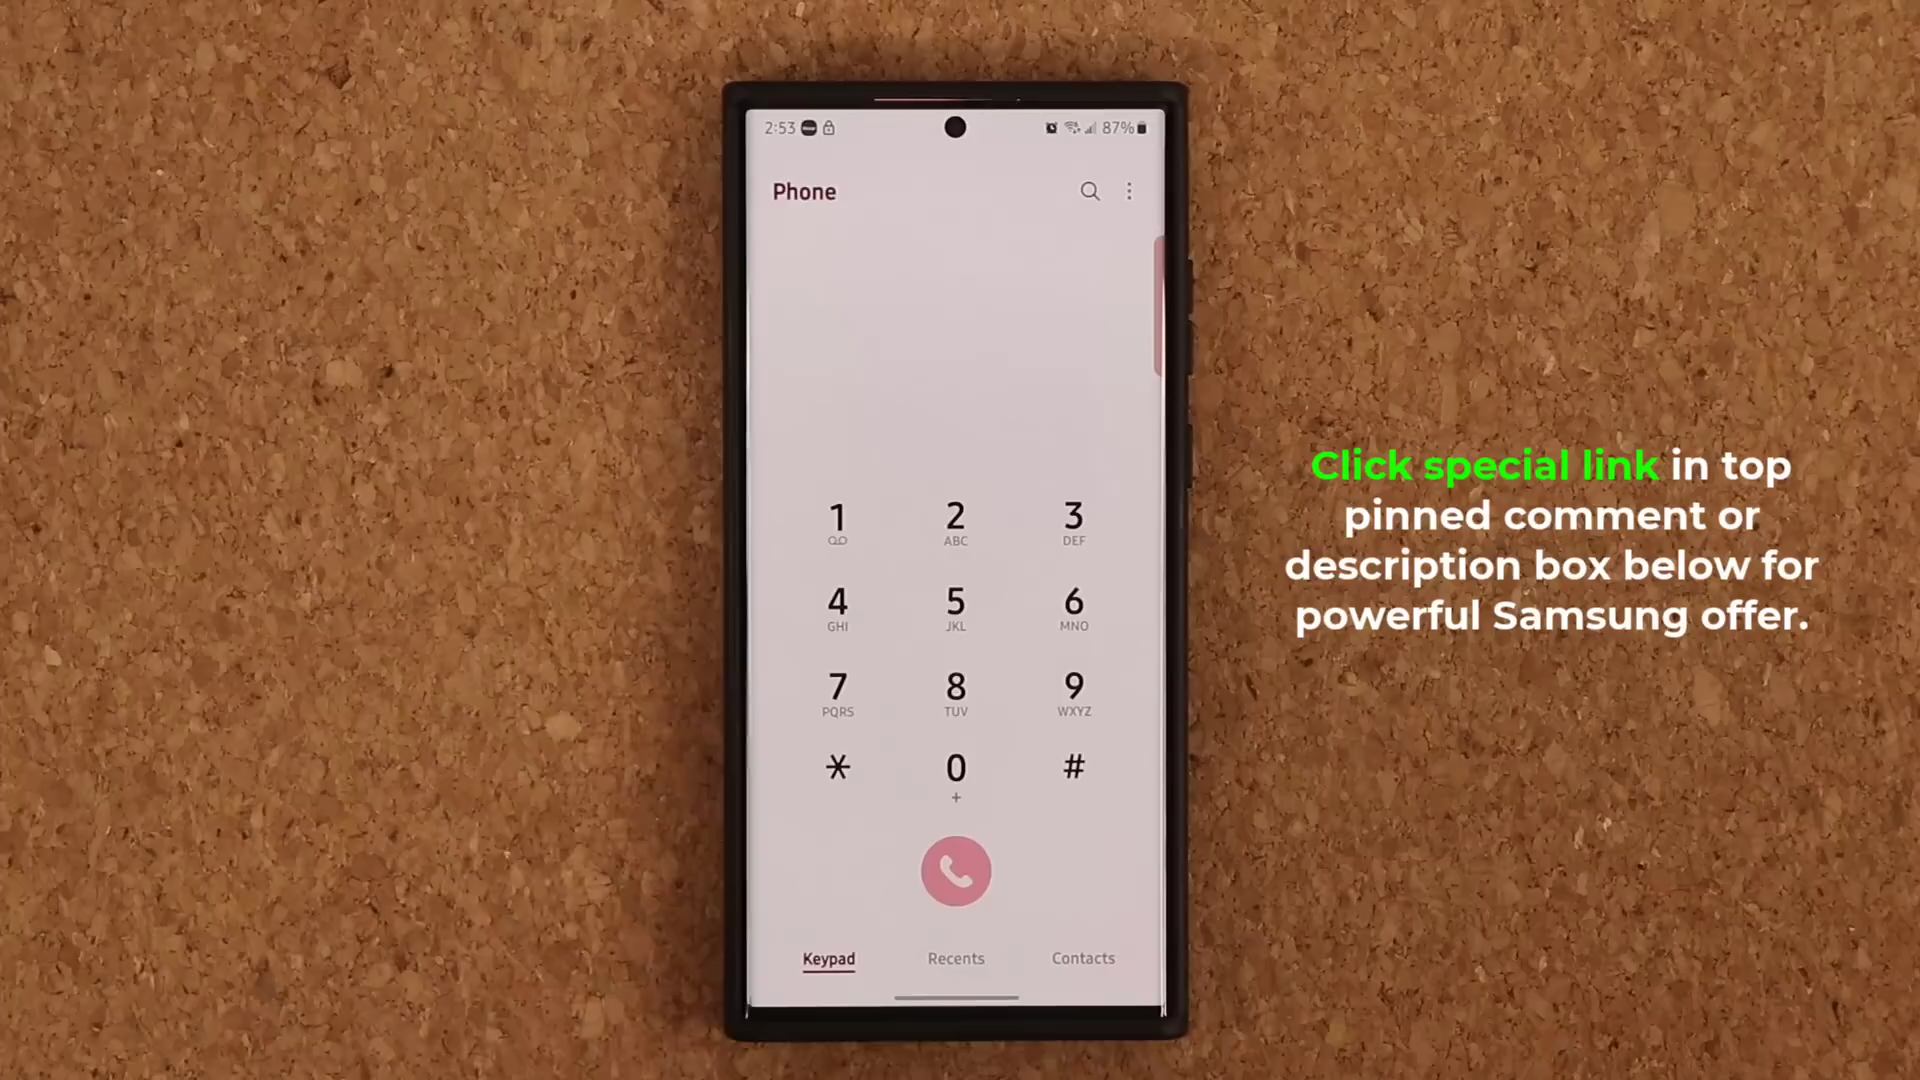 2:53 87%
Phone
1 2 3
ABC DEF
4 5 6
GHI JKL MNO
7 8 9
PQRS TUV WXYZ
* 0 #
+
Keypad Recents Contacts
Click special link in top
pinned comment or
description box below for
powerful Samsung offer.